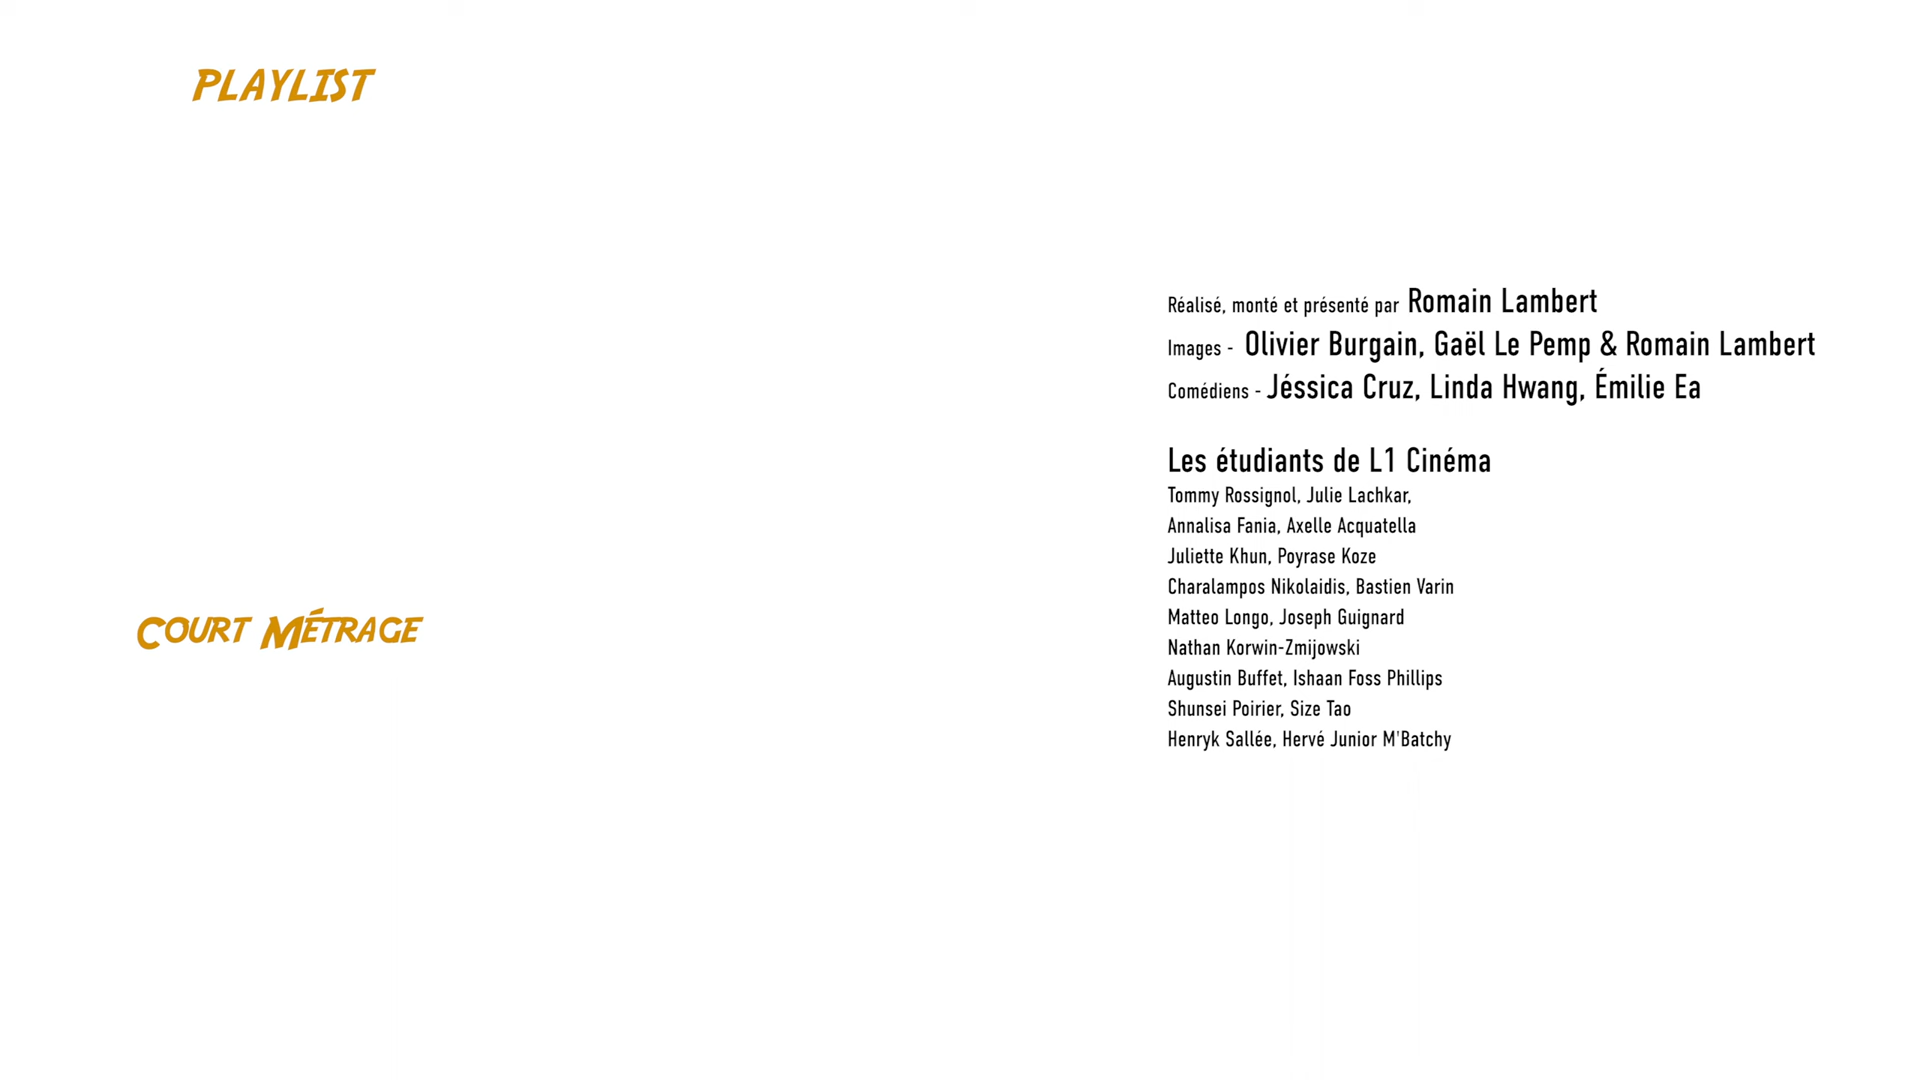 PLAYLIST
Réalisé, monté et présenté par Romain Lambert
Images - Olivier Burgain, Gaël Le Pemp & Romain Lambert
Comédiens - Jéssica Cruz, Linda Hwang, Émilie Ea
Les étudiants de L1 Cinéma
Tommy Rossignol, Julie Lachkar,
Annalisa Fania, Axelle Acquatella
Juliette Khun, Poyrase Koze
Charalampos Nikolaidis, Bastien Varin
Matteo Longo, Joseph Guignard
Nathan Korwin-Zmijowski
Augustin Buffet, Ishaan Foss Phillips
Shunsei Poirier, Size Tao
Henryk Sallée, Hervé Junior M'Batchy
COURT MÉTRAGE